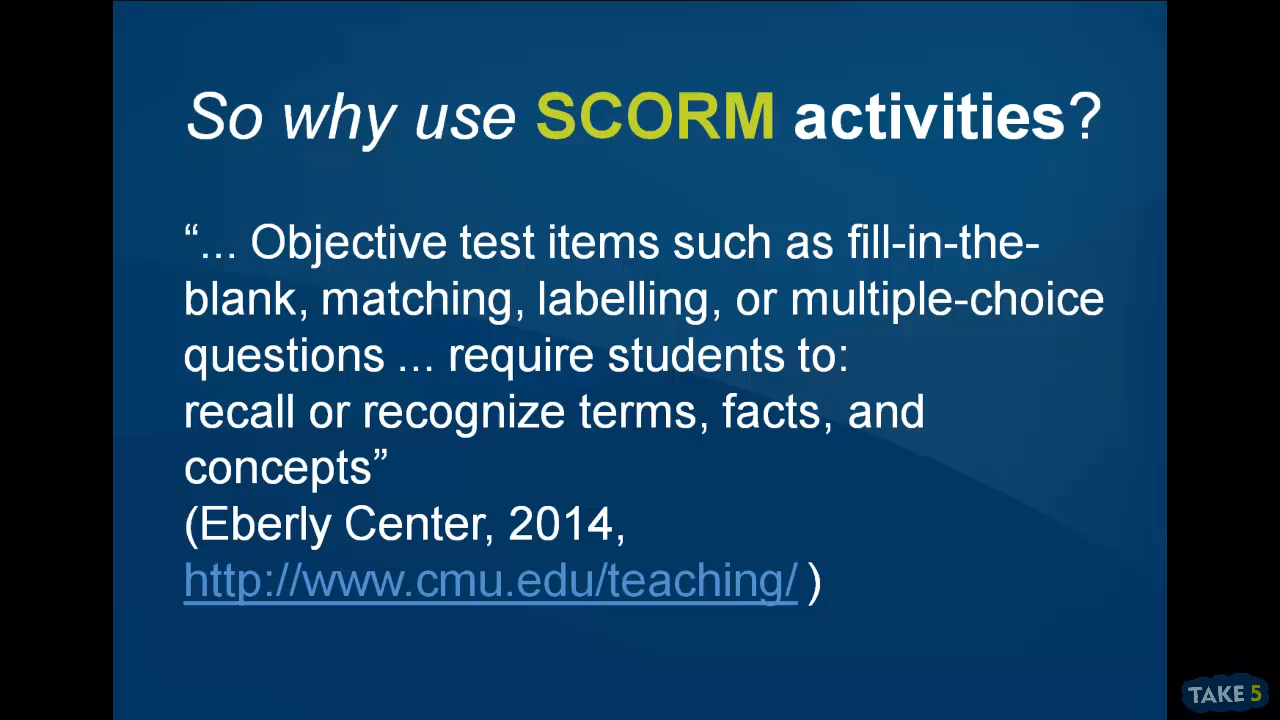 So why use SCORM activities?
“... Objective test items such as fill-in-the-
blank, matching, labelling, or multiple-choice
questions ... require students to:
recall or recognize terms, facts, and
concepts”
(Eberly Center, 2014,
http://www.cmu.edu/teaching/ )
TAKE 5